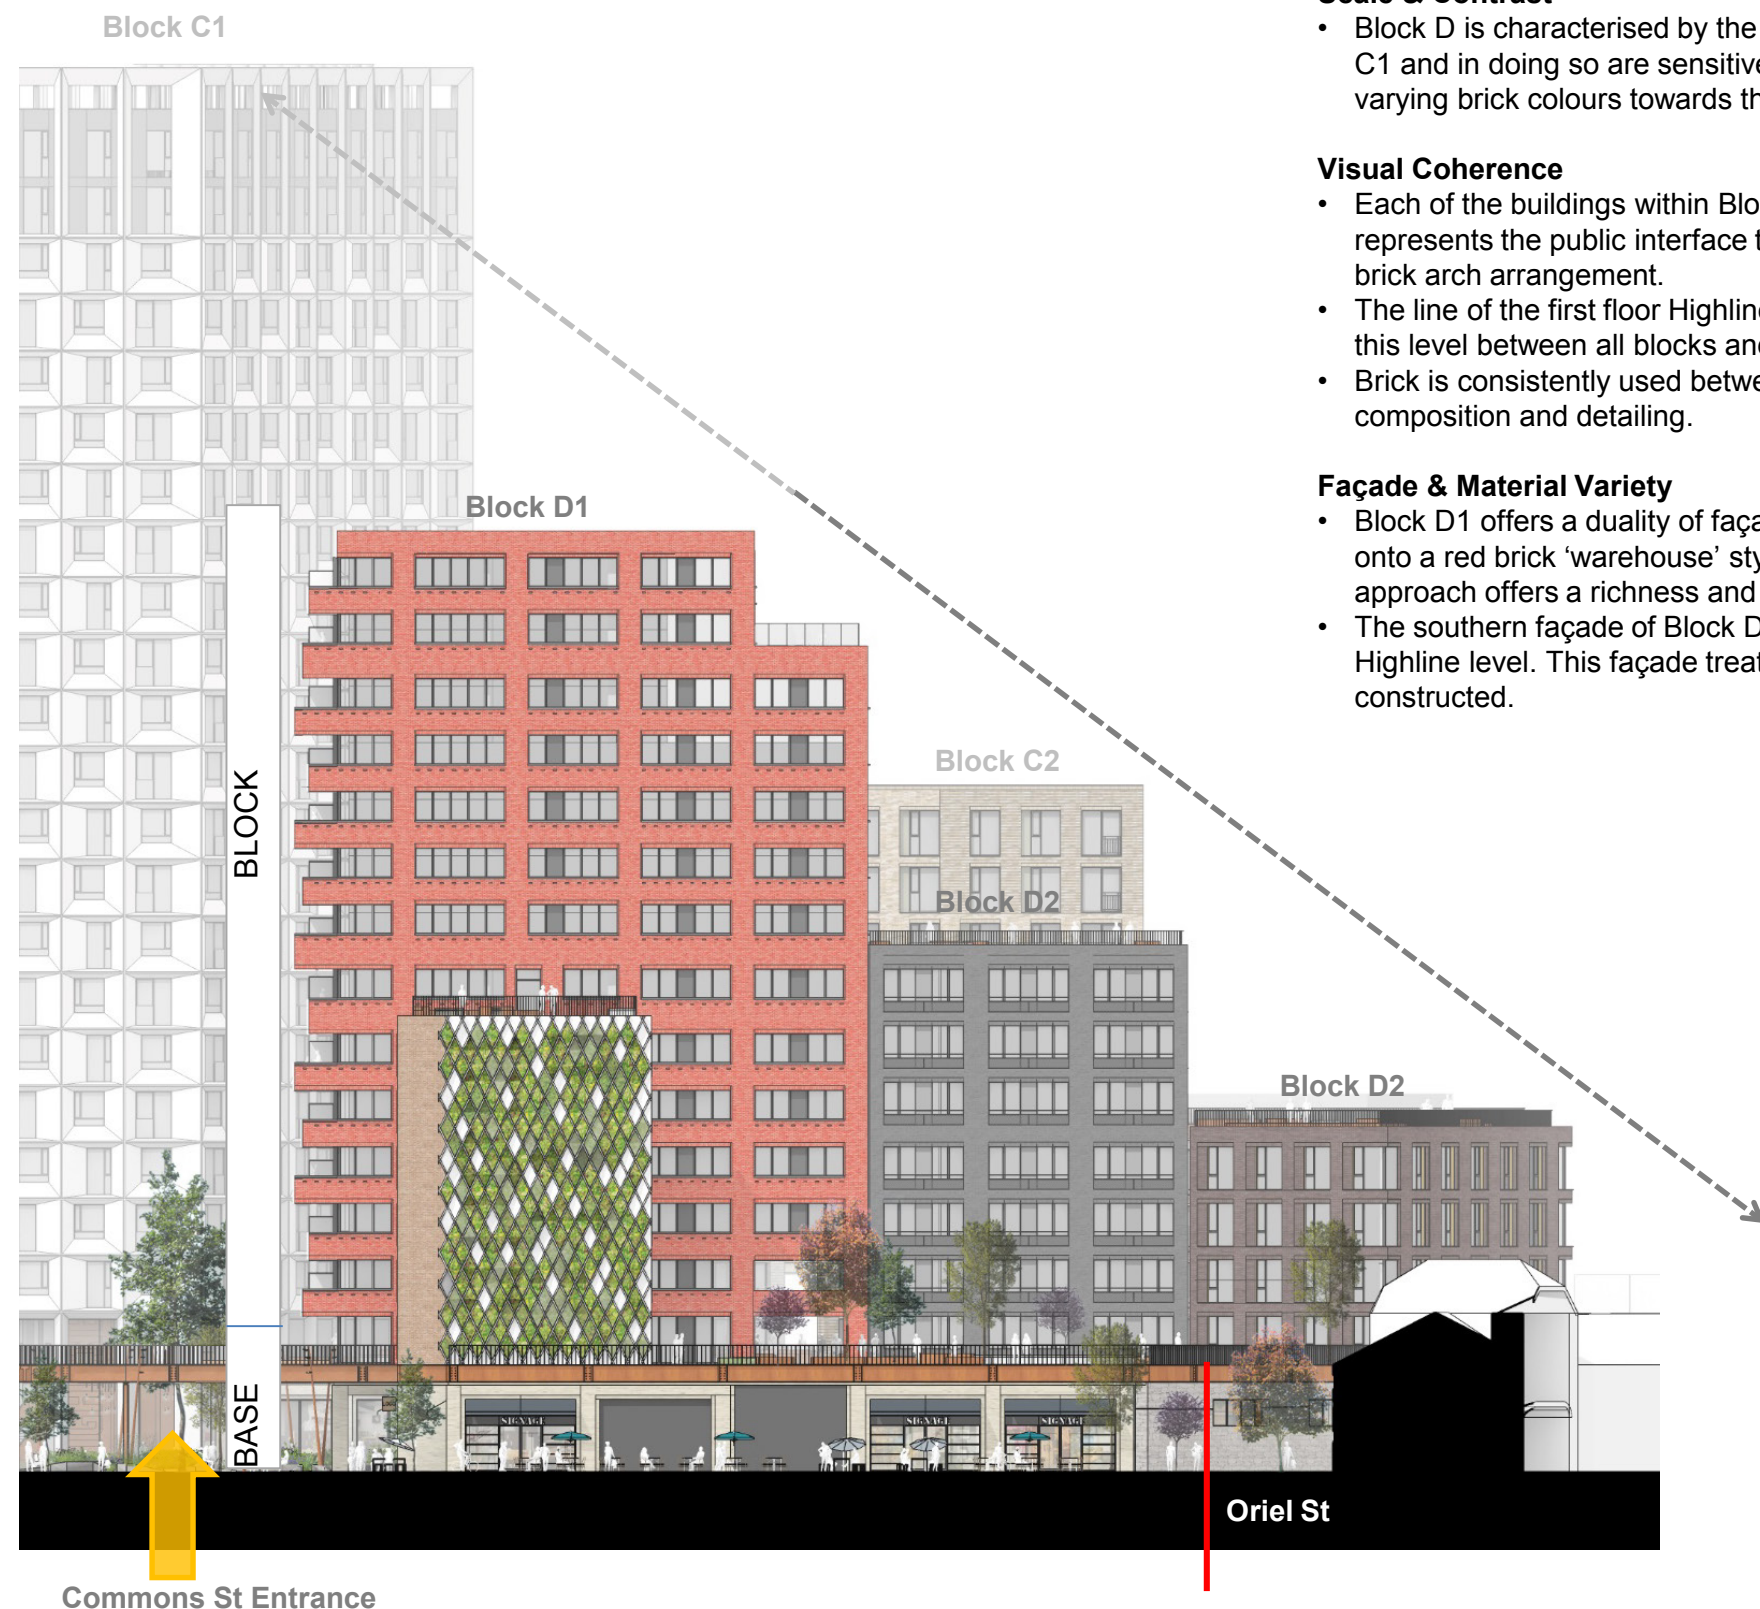 Block C1
• Block D is characterised by the
C1 and in doing so are sensitive
varying brick colours towards th
Visual Coherence
• Each of the buildings within Blo
represents the public interface t
brick arch arrangement.
• The line of the first floor Highline
this level between all blocks and
• Brick is consistently used betwe
composition and detailing.
Façade & Material Variety
• Block D1 offers a duality of faça
onto a red brick ‘warehouse’ sty
approach offers a richness and
• The southern façade of Block D
Highline level. This façade treat
constructed.
Block D1
Block C2
BLOCK
Block D2
Block D2
BASE
SIGNAGE
SIGNAGE
SIGNAGE
Oriel St
Commons St Entrance